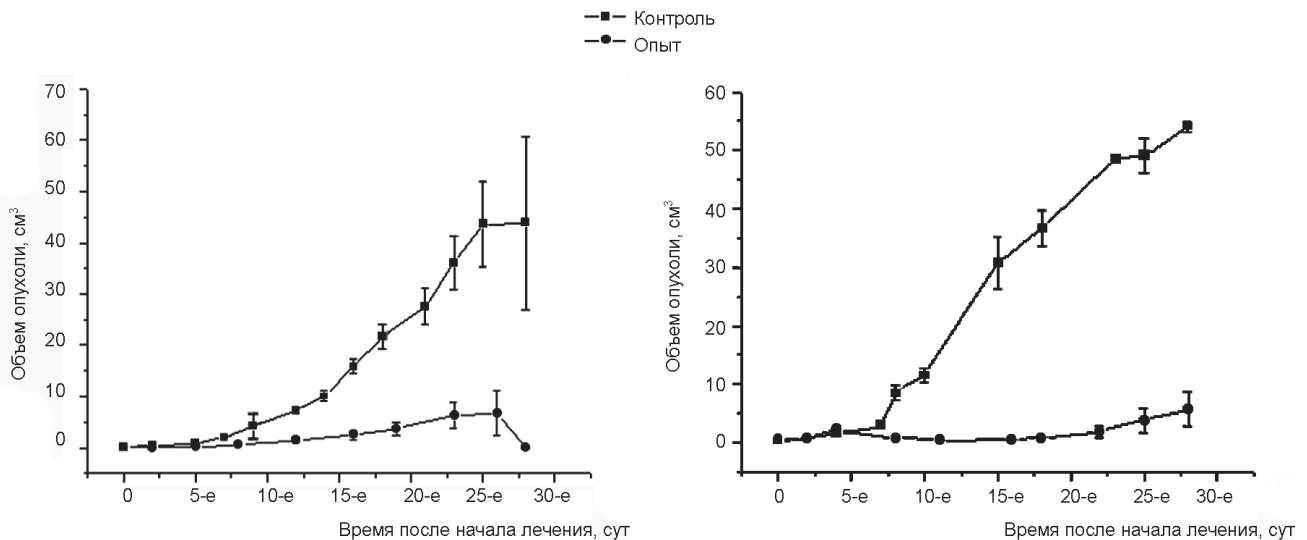 Контроль
Опыт
70
60
50
40
30
20
10
0
Объем опухоли, см³
0 5-е 10-е 15-е 20-е 25-е 30-е
Время после начала лечения, сут
60
50
40
30
20
10
0
Объем опухоли, см³
0 5-е 10-е 15-е 20-е 25-е 30-е
Время после начала лечения, сут